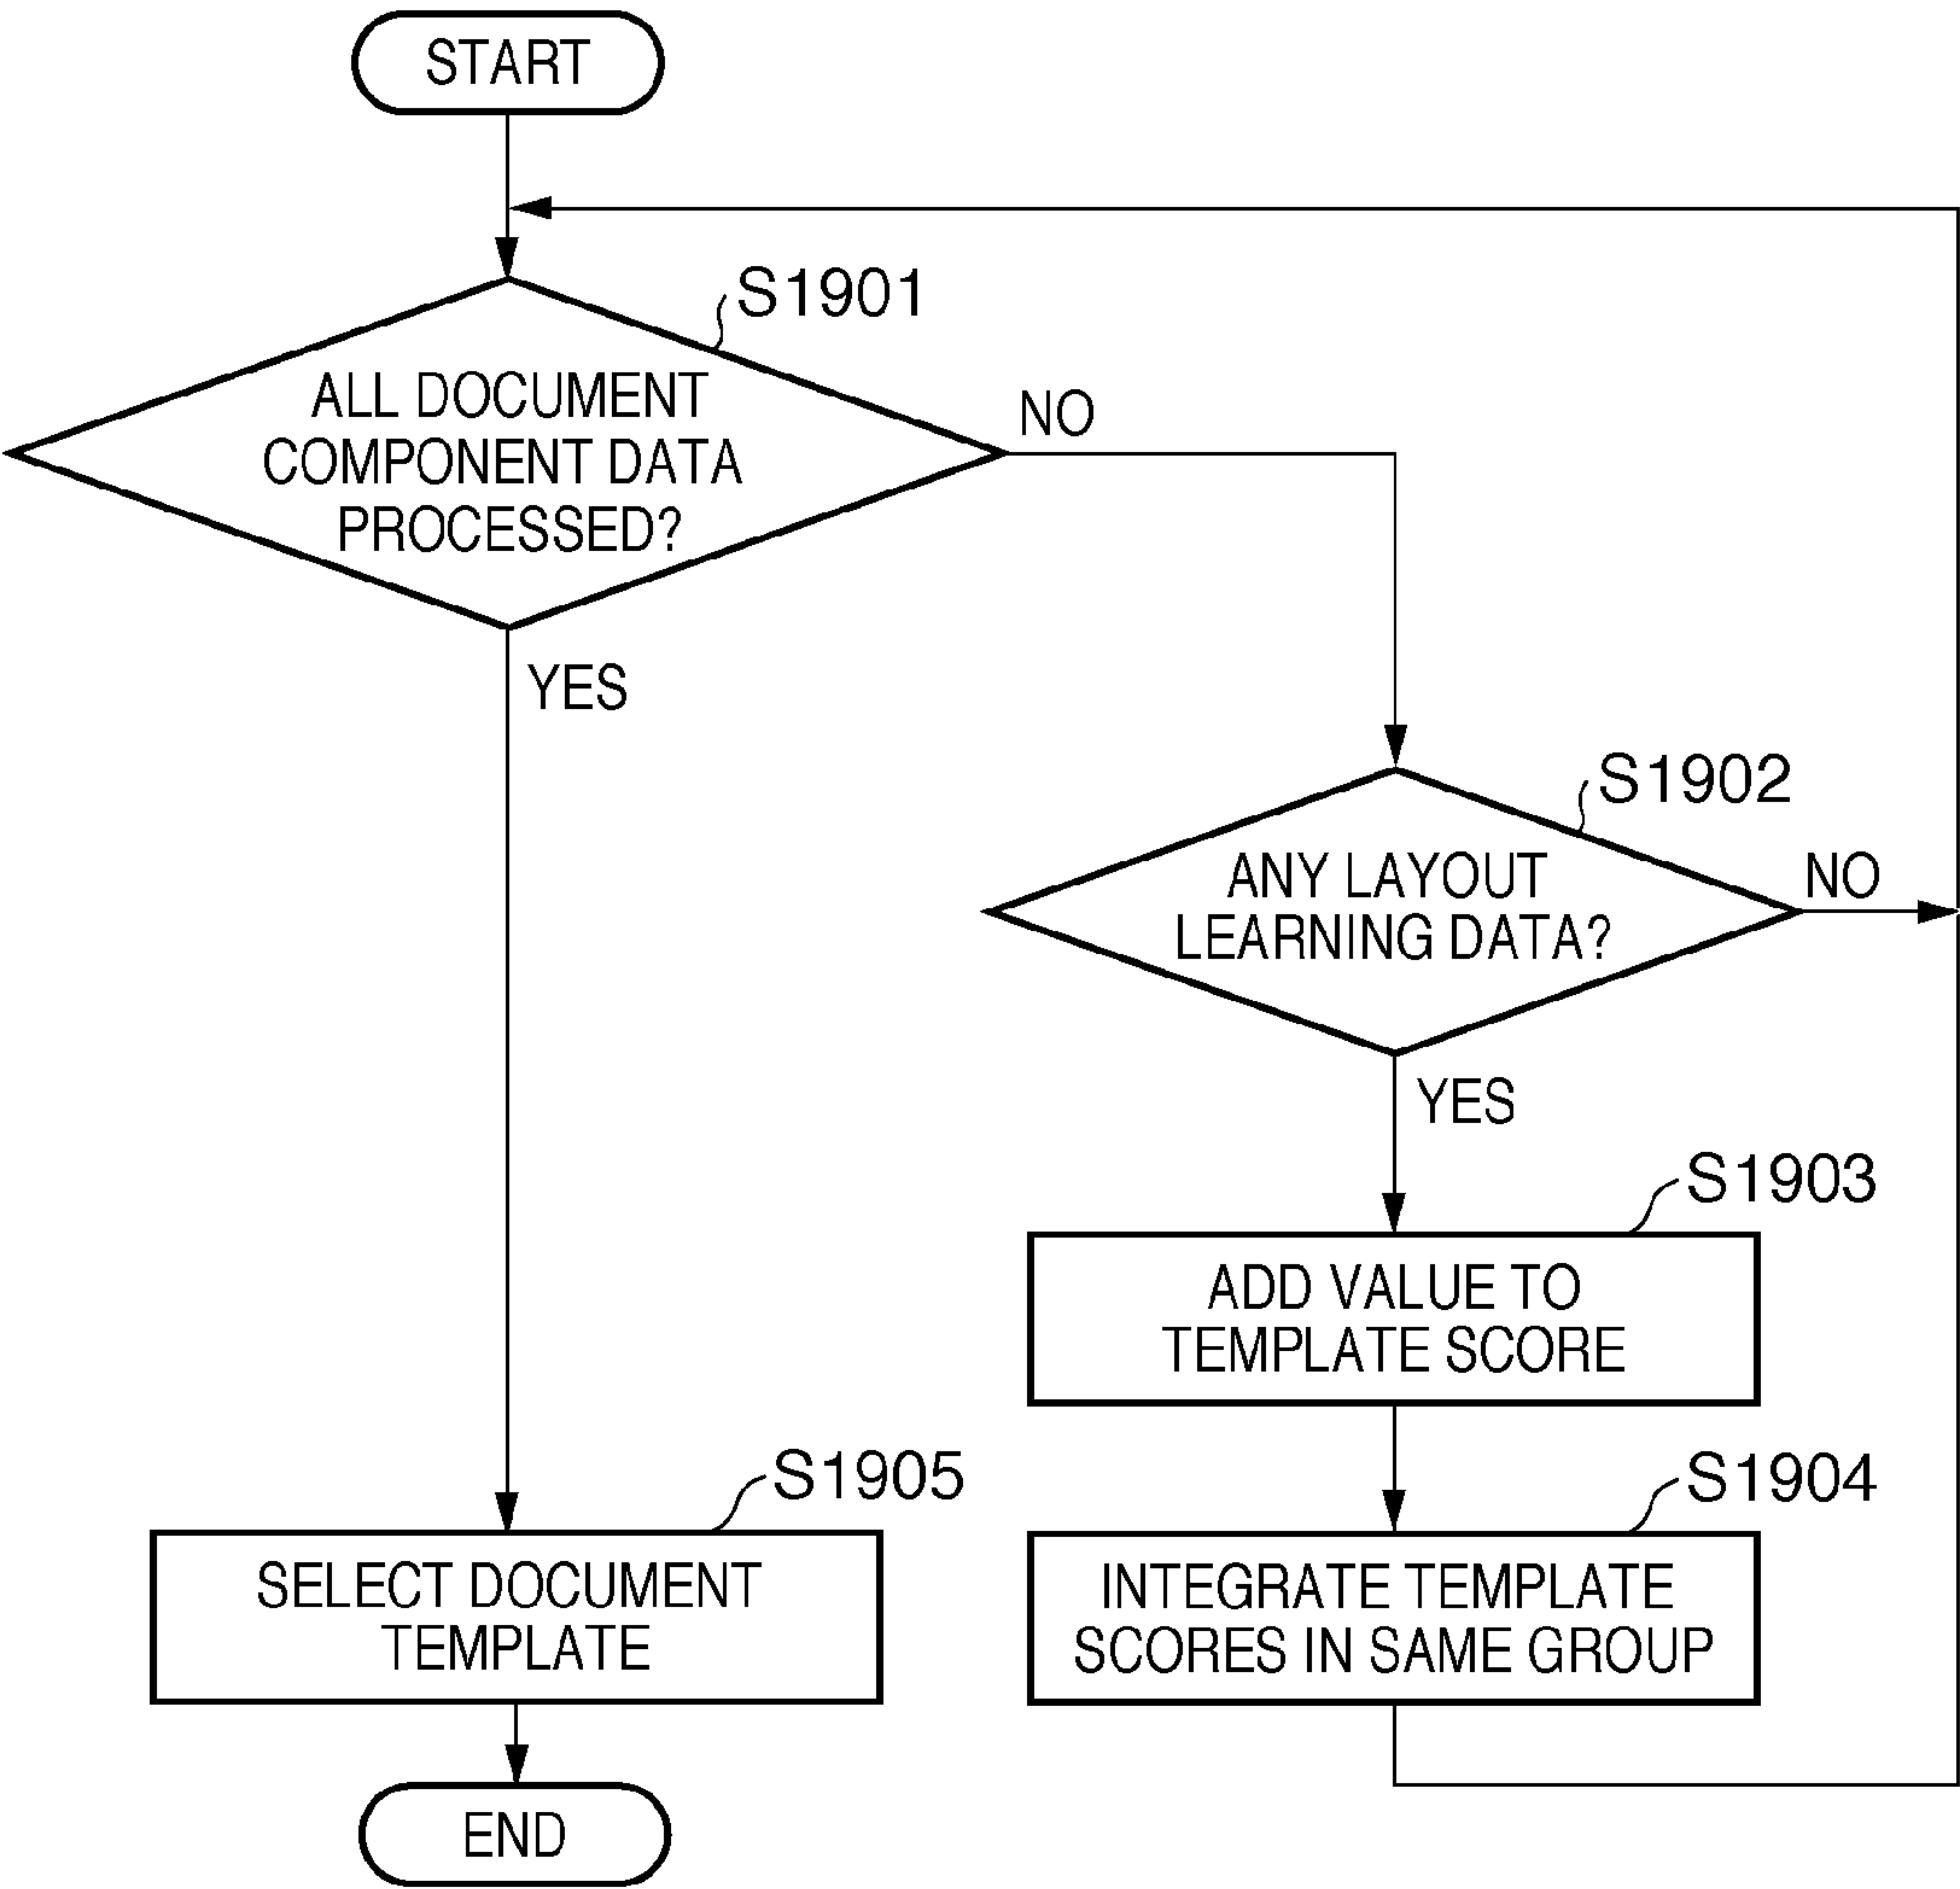 START
S1901
ALL DOCUMENT
COMPONENT DATA
PROCESSED?
NO
YES
S1902
ANY LAYOUT
LEARNING DATA?
NO
YES
S1903
ADD VALUE TO
TEMPLATE SCORE
S1905
SELECT DOCUMENT
TEMPLATE
S1904
INTEGRATE TEMPLATE
SCORES IN SAME GROUP
END